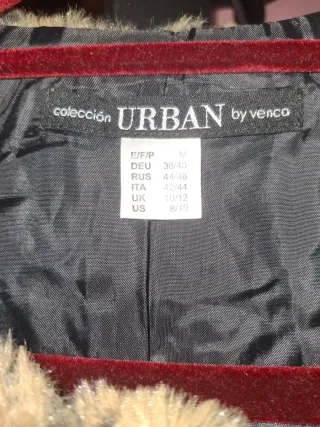 colección URBAN by venca
E/F/P M
DEU 38/40
RUS 44/46
ITA 42/44
UK 10/12
US 8/10